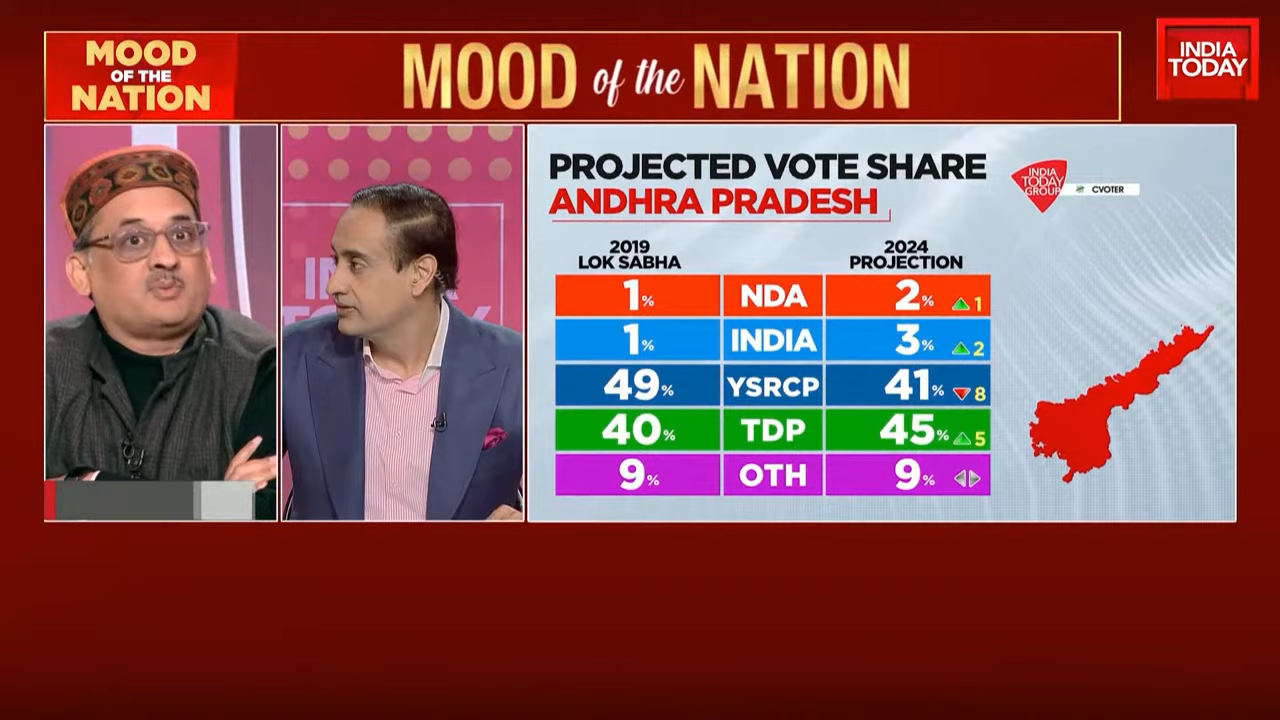 MOOD
OF THE
NATION
MOOD of the NATION
INDIA
TODAY
PROJECTED VOTE SHARE
ANDHRA PRADESH
INDIA
TODAY
GROUP
CVOTER
2019
LOK SABHA
2024
PROJECTION
1% NDA 2% 1
1% INDIA 3% 2
49% YSRCP 41% 8
40% TDP 45% 5
9% OTH 9%